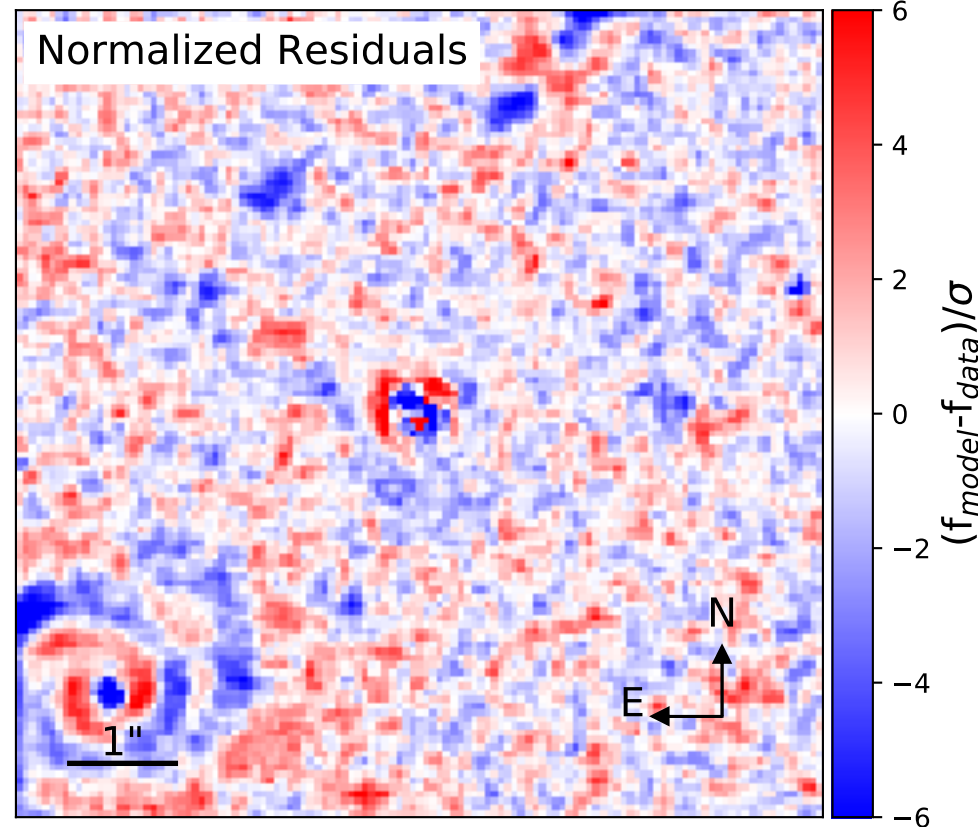 Normalized Residuals
6
4
2
0
−2
−4
−6
(f_model-f_data)/σ
N
E
1"